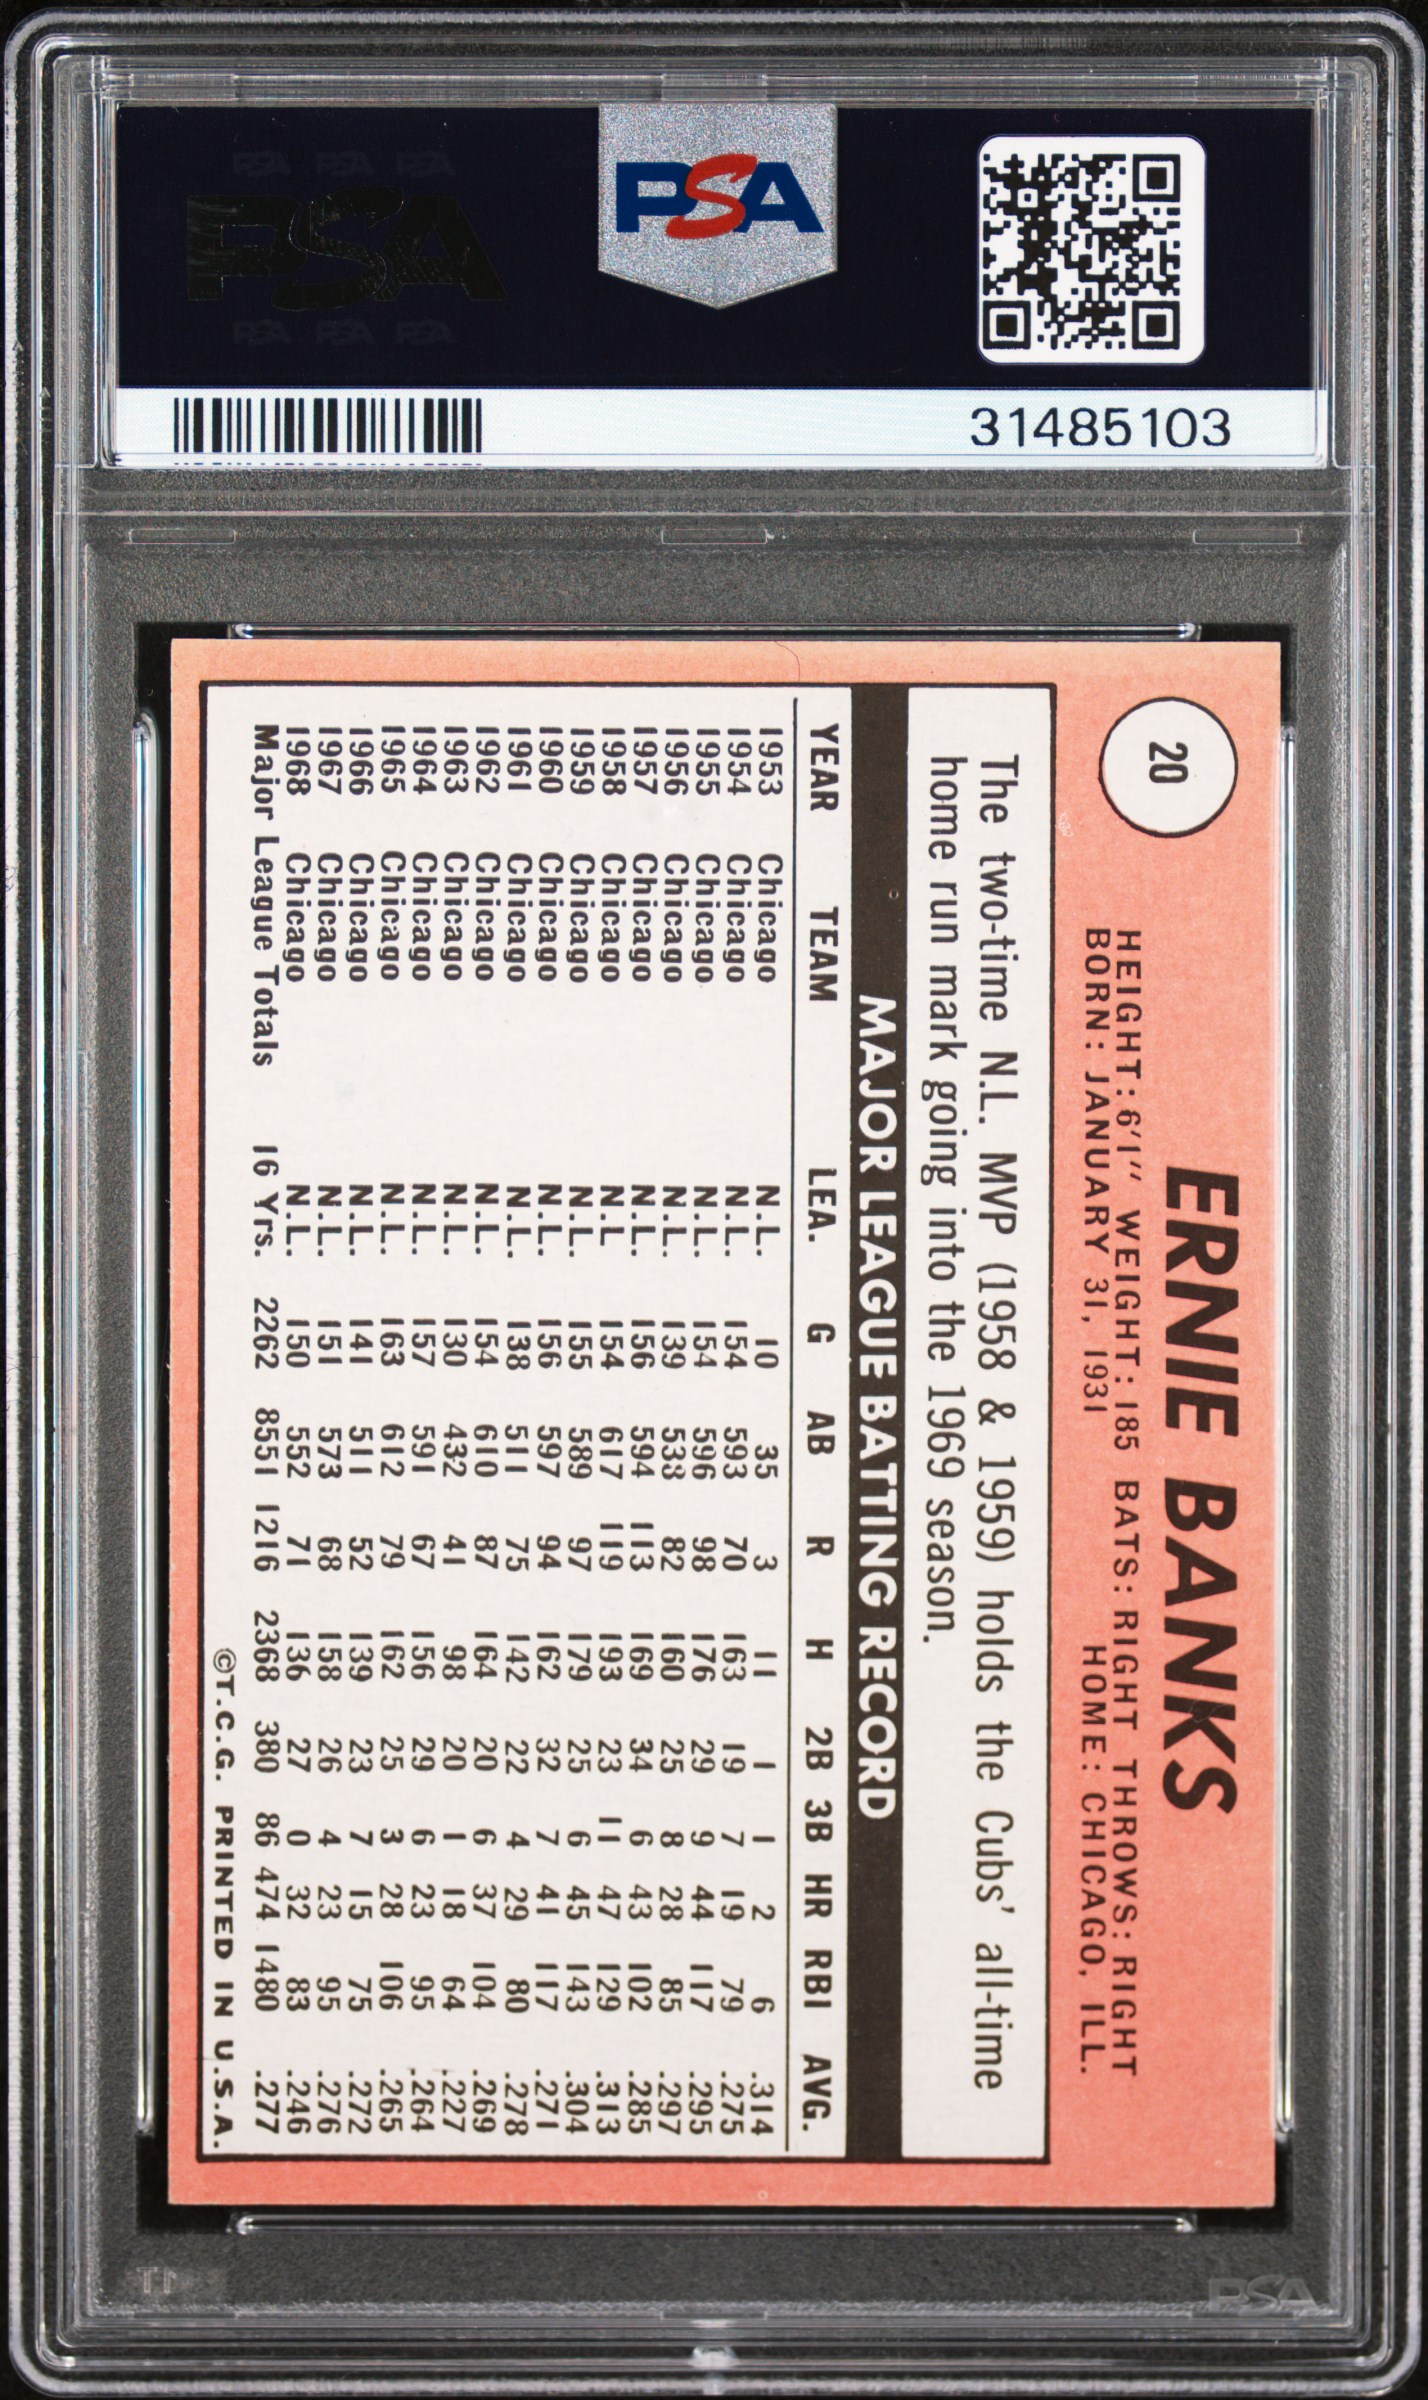 PSA
PSA PSA PSA
PSA
PSA PSA PSA
31485103
20
ERNIE BANKS
HEIGHT: 6'1" WEIGHT: 185 BATS: RIGHT THROWS: RIGHT
BORN: JANUARY 31, 1931 HOME: CHICAGO, ILL.
The two-time N.L. MVP (1958 & 1959) holds the Cubs' all-time
home run mark going into the 1969 season.
MAJOR LEAGUE BATTING RECORD
YEAR TEAM LEA. G AB R H 2B 3B HR RBI AVG.
1953 Chicago N.L. 10 35 3 11 1 1 2 6 .314
1954 Chicago N.L. 154 593 70 163 19 7 19 79 .275
1955 Chicago N.L. 154 596 98 176 29 9 44 117 .295
1956 Chicago N.L. 139 538 82 160 25 8 28 85 .297
1957 Chicago N.L. 156 594 113 169 34 6 43 102 .285
1958 Chicago N.L 154 617 119 193 23 11 47 129 .313
1959 Chicago N.L. 155 589 97 179 25 6 45 143 .304
1960 Chicago N.L. 156 597 94 162 32 7 41 117 .271
1961 Chicago N.L. 138 511 75 142 22 4 29 80 .278
1962 Chicago N.L. 154 610 87 164 20 6 37 104 .269
1963 Chicago N.L. 130 432 41 98 20 1 18 64 .227
1964 Chicago N.L. 157 591 67 156 29 6 23 95 .264
1965 Chicago N.L. 163 612 79 162 25 3 28 106 .265
1966 Chicago N.L. 141 511 52 139 23 7 15 75 .272
1967 Chicago N.L. 151 573 68 158 26 4 23 95 .276
1968 Chicago N.L. 150 552 71 136 27 0 32 83 .246
Major League Totals 16 Yrs. 2262 8551 1216 2368 380 86 474 1480 .277
©T.C.G. PRINTED IN U.S.A.
PSA